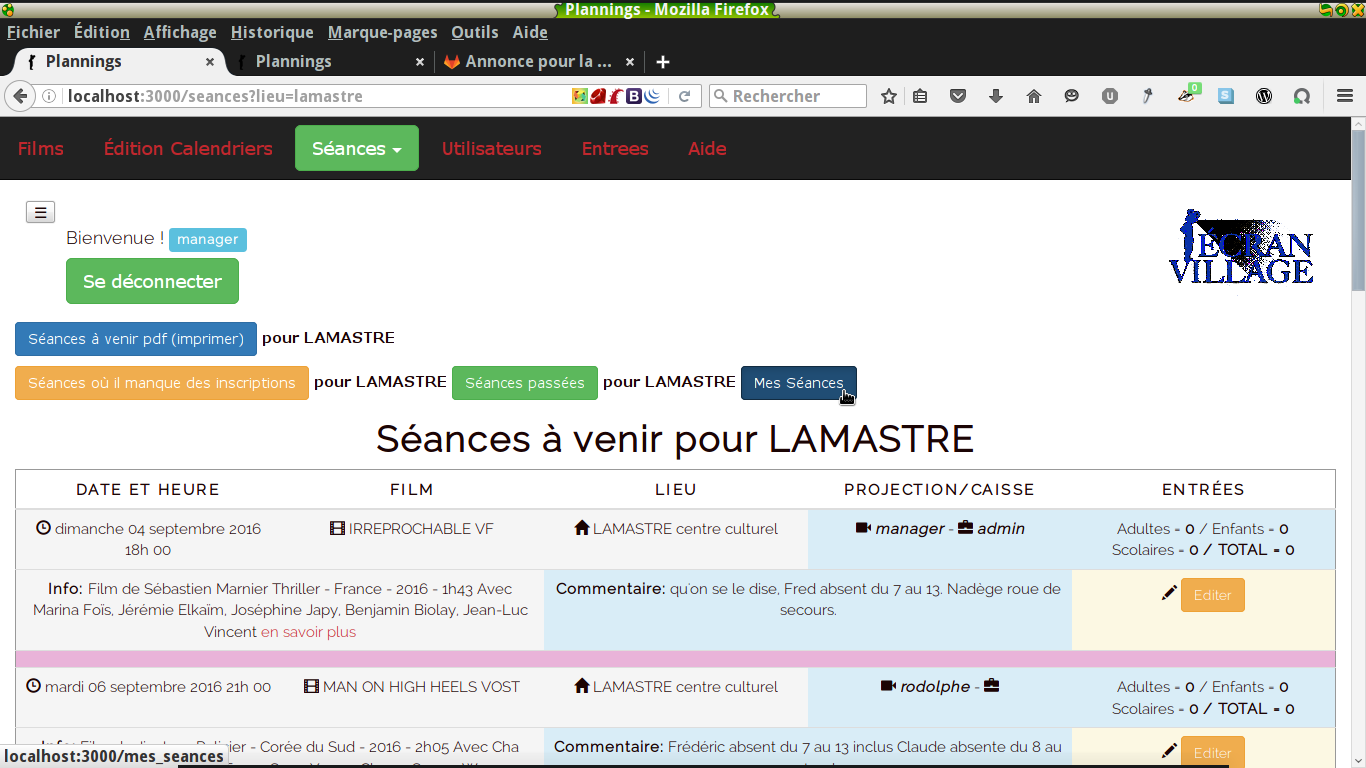 Plannings - Mozilla Firefox
Fichier Édition Affichage Historique Marque-pages Outils Aide
Plannings × Plannings × Annonce pour la ... × +
localhost:3000/seances?lieu=lamastre Rechercher 0
Films Édition Calendriers Séances Utilisateurs Entrees Aide
Bienvenue ! manager
ÉCRAN
VILLAGE
Se déconnecter
Séances à venir pdf (imprimer) pour LAMASTRE
Séances où il manque des inscriptions pour LAMASTRE Séances passées pour LAMASTRE Mes Séances
Séances à venir pour LAMASTRE
DATE ET HEURE FILM LIEU PROJECTION/CAISSE ENTRÉES
dimanche 04 septembre 2016 IRREPROCHABLE VF LAMASTRE centre culturel manager - admin Adultes = 0 / Enfants = 0
18h 00 Scolaires = 0 / TOTAL = 0
Info: Film de Sébastien Marnier Thriller - France - 2016 - 1h43 Avec
Marina Foïs, Jérémie Elkaïm, Joséphine Japy, Benjamin Biolay, Jean-Luc
Vincent en savoir plus
Commentaire: qu'on se le dise, Fred absent du 7 au 13. Nadège roue de
secours.
Editer
mardi 06 septembre 2016 21h 00 MAN ON HIGH HEELS VOST LAMASTRE centre culturel rodolphe - Adultes = 0 / Enfants = 0
Scolaires = 0 / TOTAL = 0
- Corée du Sud - 2016 - 2h05 Avec Cha
Commentaire: Frédéric absent du 7 au 13 inclus Claude absente du 8 au
Editer
localhost:3000/mes_seances